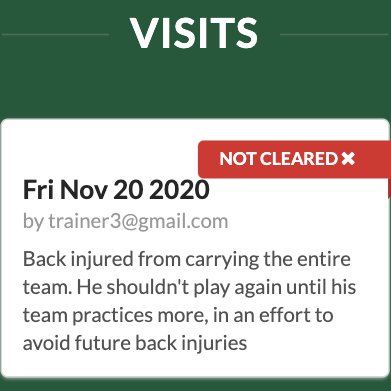 VISITS
NOT CLEARED ✖
Fri Nov 20 2020
by trainer3@gmail.com
Back injured from carrying the entire
team. He shouldn't play again until his
team practices more, in an effort to
avoid future back injuries